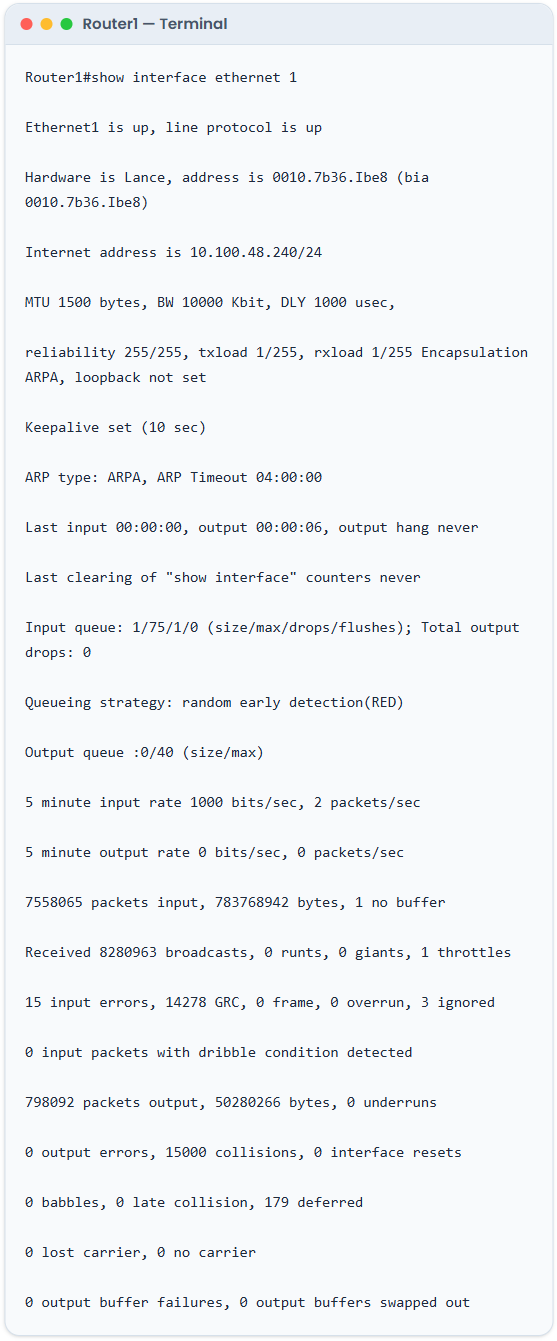 Router1 — Terminal
Router1#show interface ethernet 1
Ethernet1 is up, line protocol is up
Hardware is Lance, address is 0010.7b36.Ibe8 (bia
0010.7b36.Ibe8)
Internet address is 10.100.48.240/24
MTU 1500 bytes, BW 10000 Kbit, DLY 1000 usec,
reliability 255/255, txload 1/255, rxload 1/255 Encapsulation
ARPA, loopback not set
Keepalive set (10 sec)
ARP type: ARPA, ARP Timeout 04:00:00
Last input 00:00:00, output 00:00:06, output hang never
Last clearing of "show interface" counters never
Input queue: 1/75/1/0 (size/max/drops/flushes); Total output
drops: 0
Queueing strategy: random early detection(RED)
Output queue :0/40 (size/max)
5 minute input rate 1000 bits/sec, 2 packets/sec
5 minute output rate 0 bits/sec, 0 packets/sec
7558065 packets input, 783768942 bytes, 1 no buffer
Received 8280963 broadcasts, 0 runts, 0 giants, 1 throttles
15 input errors, 14278 GRC, 0 frame, 0 overrun, 3 ignored
0 input packets with dribble condition detected
798092 packets output, 50280266 bytes, 0 underruns
0 output errors, 15000 collisions, 0 interface resets
0 babbles, 0 late collision, 179 deferred
0 lost carrier, 0 no carrier
0 output buffer failures, 0 output buffers swapped out